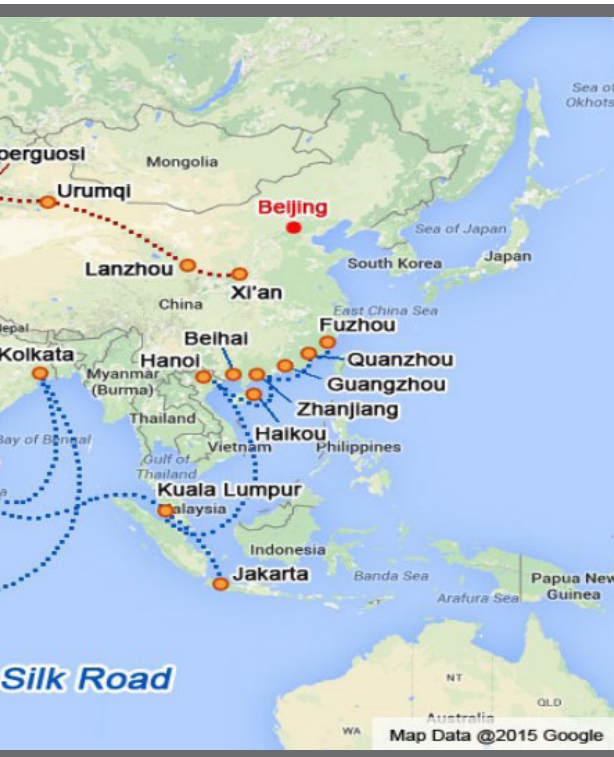 Sea of
Okhots
perguosi
Mongolia
Urumqi
Beijing
Sea of Japan
Lanzhou
South Korea
Japan
Xi'an
China
East China Sea
Fuzhou
Nepal
Beihai
Kolkata
Hanoi
Quanzhou
Myanmar
(Burma)
Guangzhou
Thailand
Zhanjiang
Haikou
Bay of Bengal
Vietnam
Philippines
Gulf of
Thailand
Kuala Lumpur
alaysia
Indonesia
Jakarta
Banda Sea
Papua New
Guinea
Arafura Sea
Silk Road
NT
QLD
Australia
WA
Map Data @2015 Google